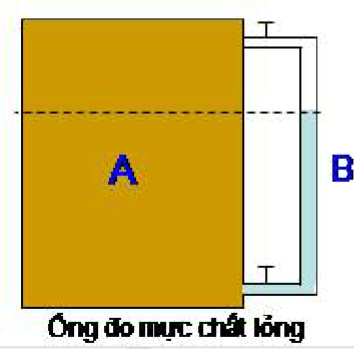 A
B
Ống đo mực chất lỏng